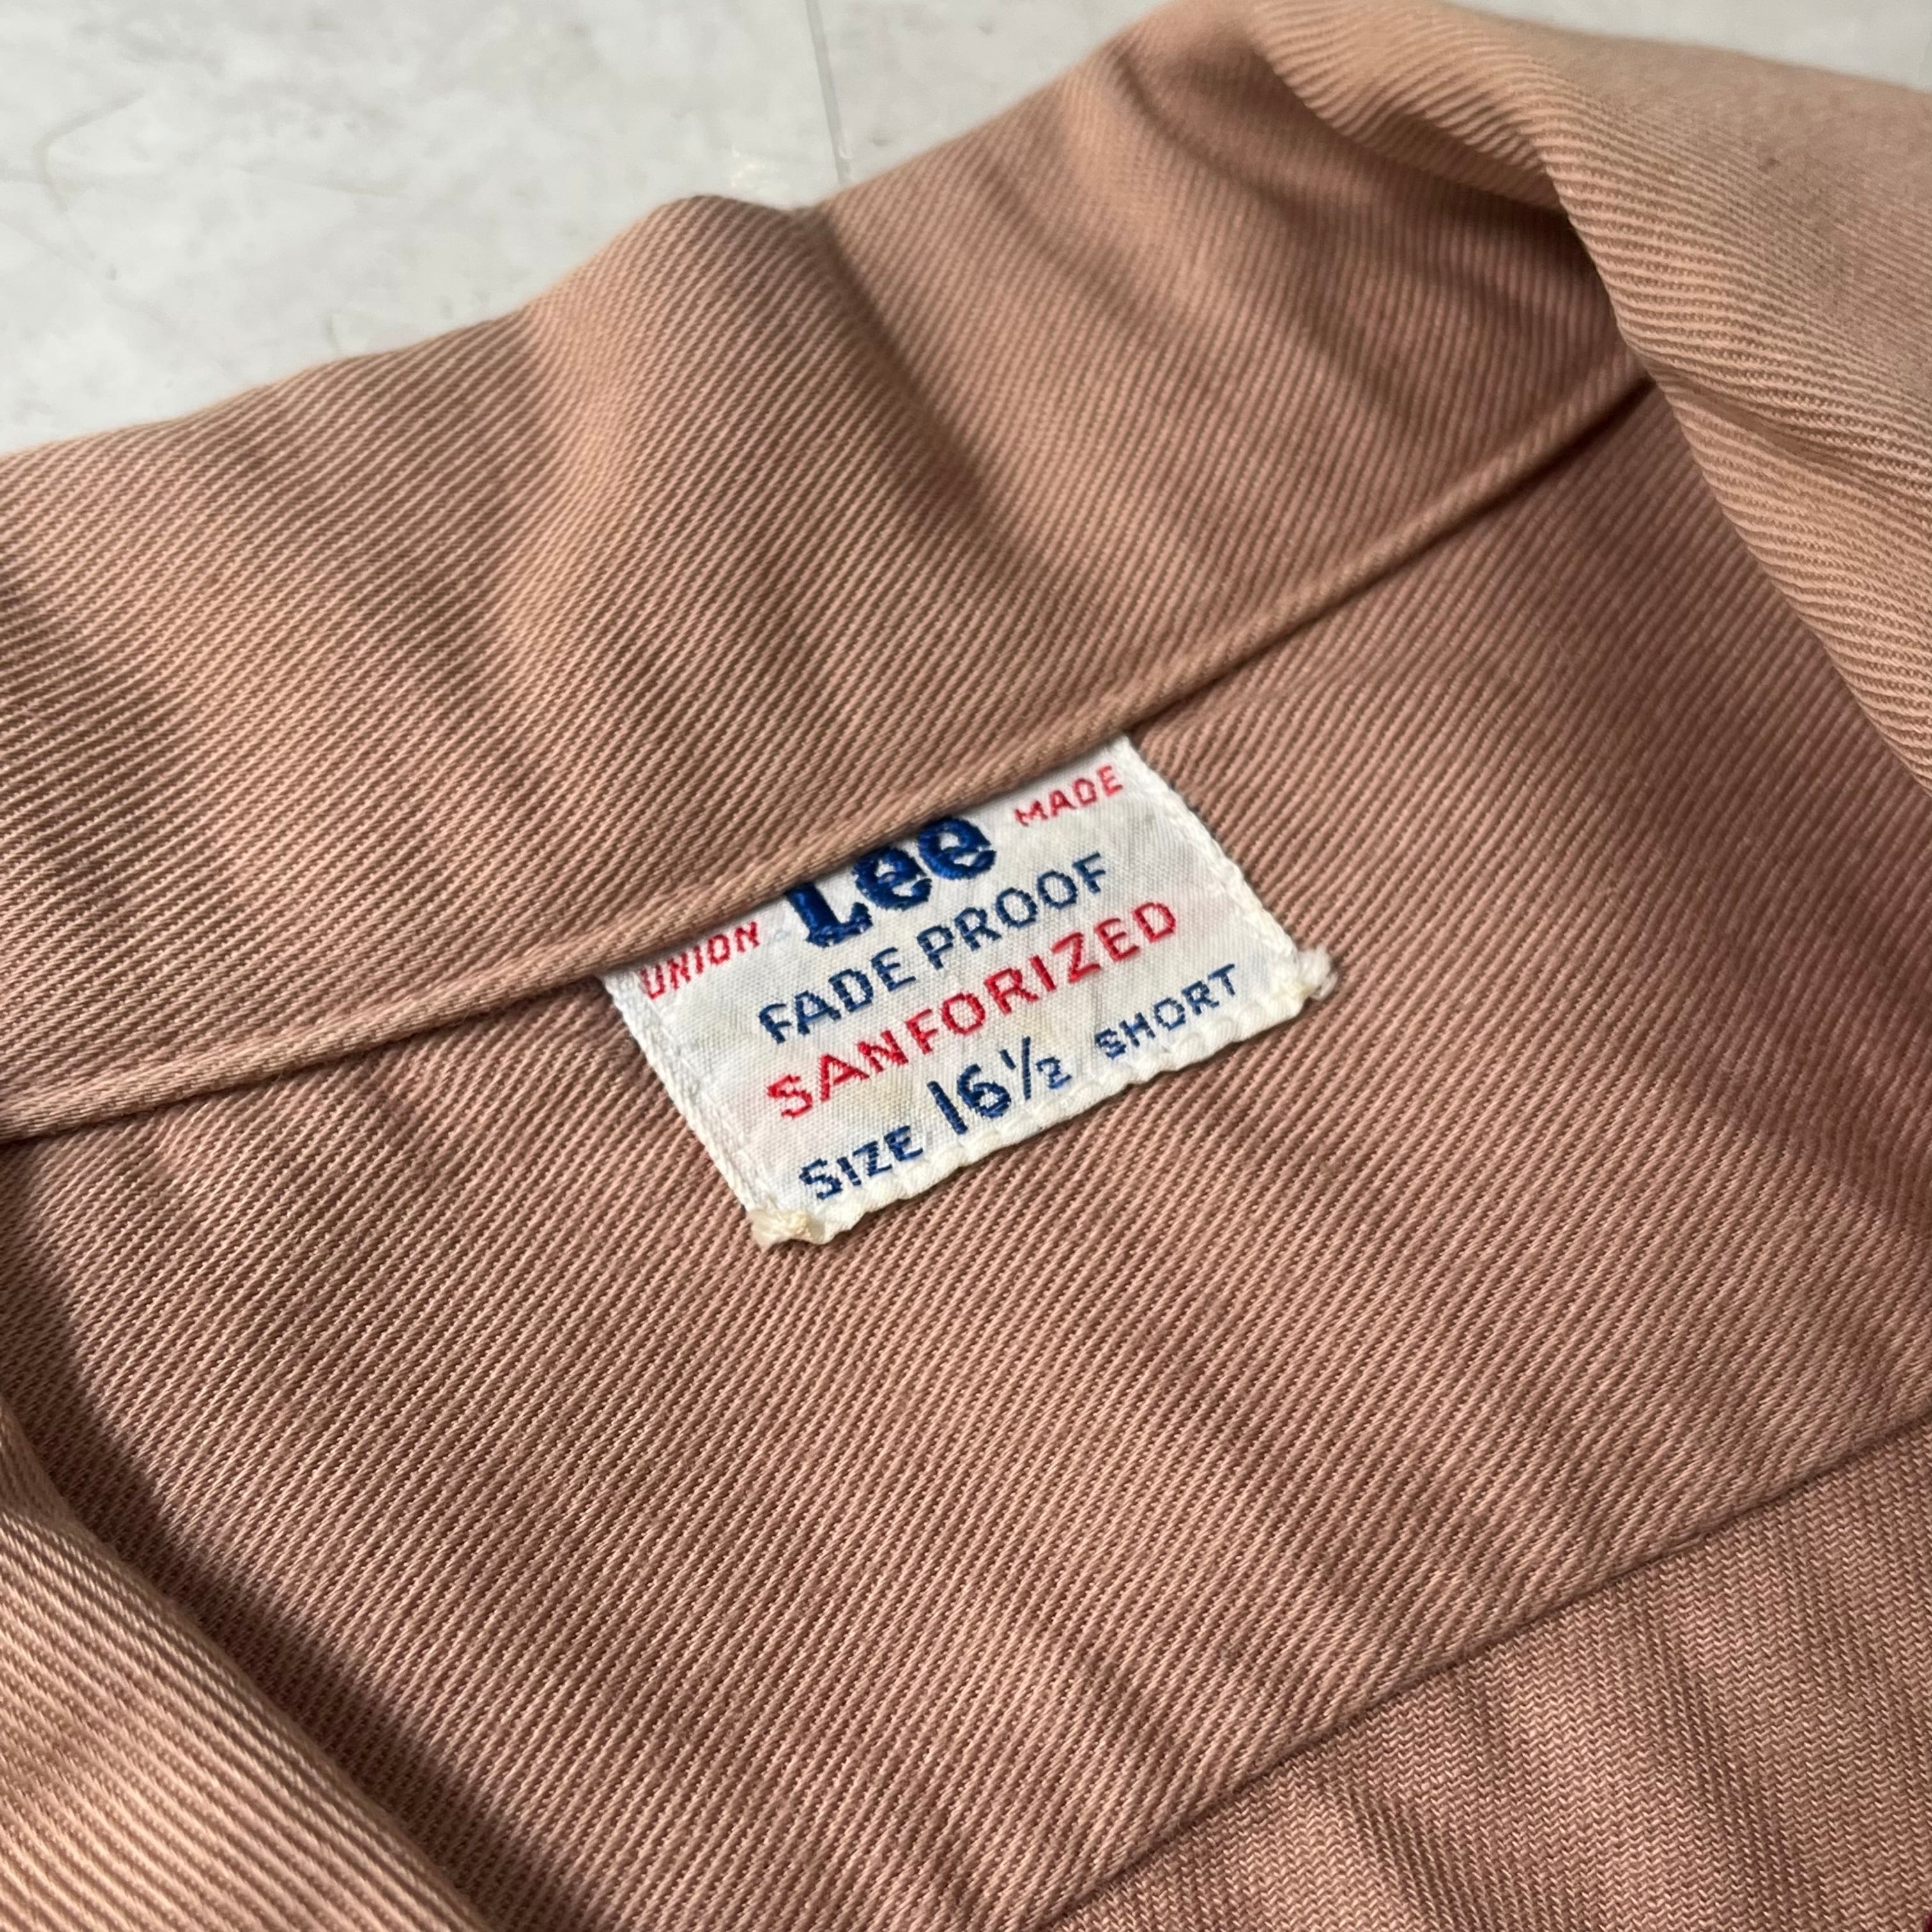 UNION Lee MADE
FADE PROOF
SANFORIZED
SIZE 16½ SHORT